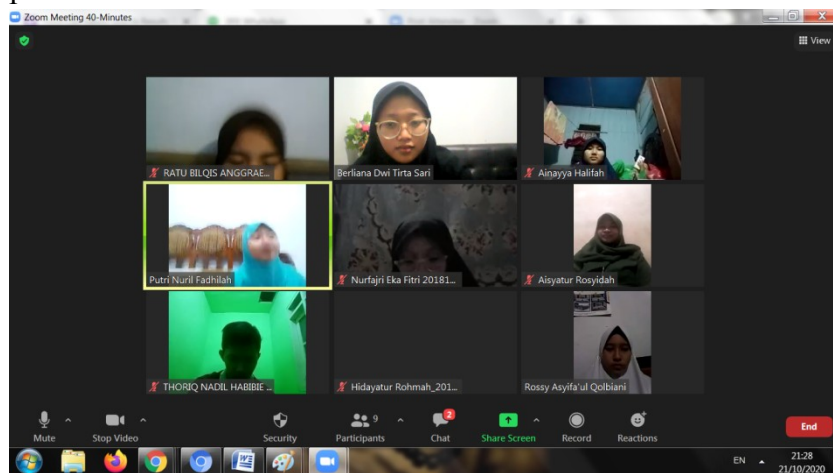 Zoom Meeting 40-Minutes
View
RATU BILQIS ANGGRAE...
Berliana Dwi Tirta Sari
Ainayya Halifah
Putri Nuril Fadhilah
Nurfajri Eka Fitri 20181...
Aisyatur Rosyidah
THORIQ NADIL HABIBIE ...
Hidayatur Rohmah_201...
Rossy Asyifa'ul Qolbiani
9
2
Mute
Stop Video
Security
Participants
Chat
Share Screen
Record
Reactions
End
EN
21:28
21/10/2020